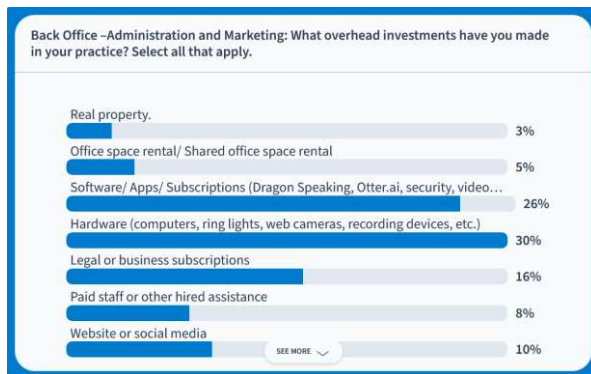 Back Office –Administration and Marketing: What overhead investments have you made
in your practice? Select all that apply.
Real property.
3%
Office space rental/ Shared office space rental
5%
Software/ Apps/ Subscriptions (Dragon Speaking, Otter.ai, security, video…
26%
Hardware (computers, ring lights, web cameras, recording devices, etc.)
30%
Legal or business subscriptions
16%
Paid staff or other hired assistance
8%
Website or social media
10%
SEE MORE